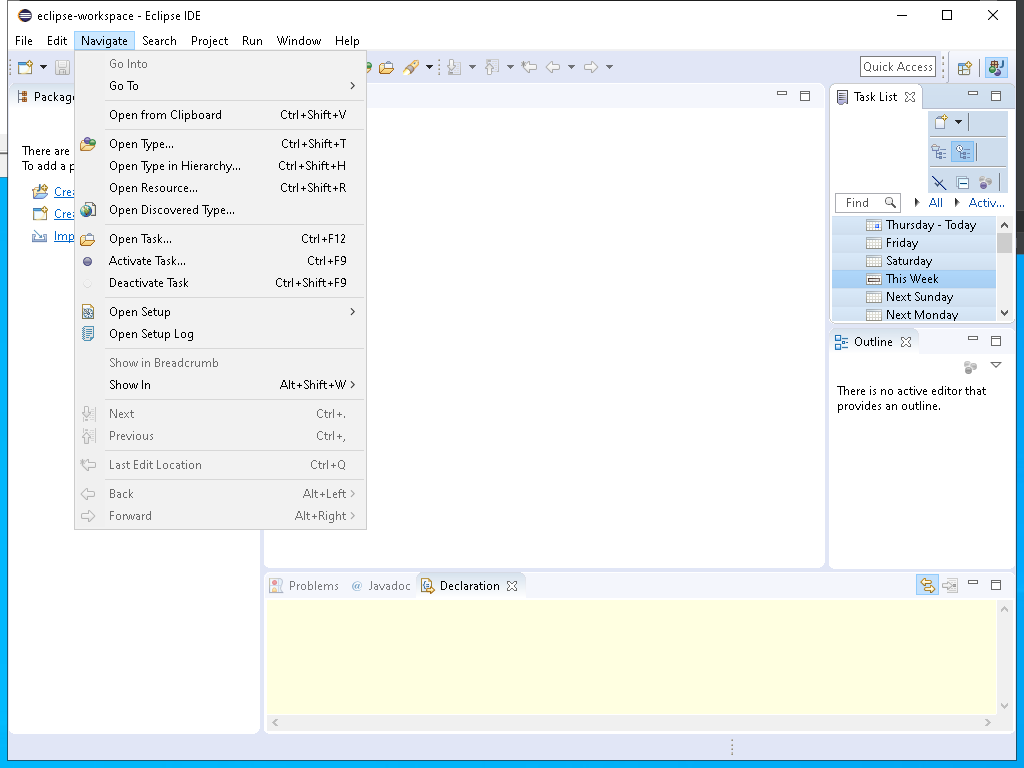 eclipse-workspace - Eclipse IDE
File Edit Navigate Search Project Run Window Help
Quick Access
Go Into
Go To
Open from Clipboard Ctrl+Shift+V
Open Type... Ctrl+Shift+T
Open Type in Hierarchy... Ctrl+Shift+H
Open Resource... Ctrl+Shift+R
Open Discovered Type...
Open Task... Ctrl+F12
Activate Task... Ctrl+F9
Deactivate Task Ctrl+Shift+F9
Open Setup
Open Setup Log
Show in Breadcrumb
Show In Alt+Shift+W
Next Ctrl+.
Previous Ctrl+,
Last Edit Location Ctrl+Q
Back Alt+Left
Forward Alt+Right
Packag
There are
To add a p
Crea
Crea
Imp
Task List
Find All Activ...
Thursday - Today
Friday
Saturday
This Week
Next Sunday
Next Monday
Outline
There is no active editor that
provides an outline.
Problems @ Javadoc Declaration